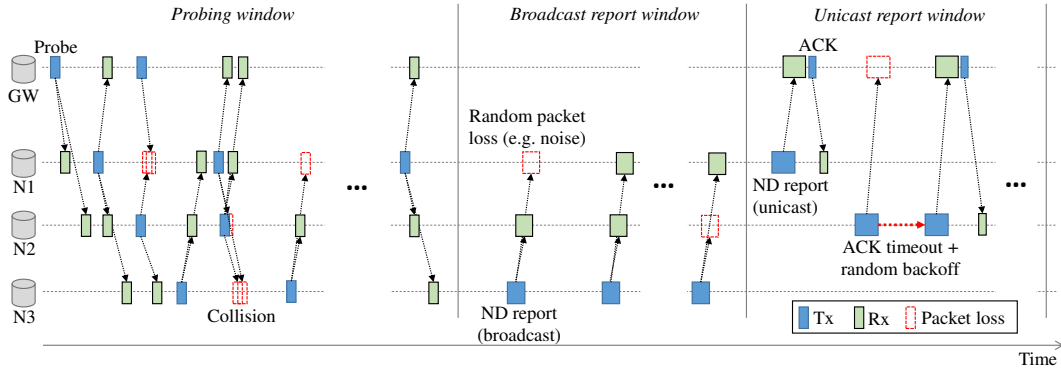 Probing window
Broadcast report window
Unicast report window
Probe
ACK
GW
Random packet
loss (e.g. noise)
N1
...
...
...
ND report
(unicast)
N2
ACK timeout +
random backoff
N3
Collision
ND report
(broadcast)
Tx
Rx
Packet loss
Time